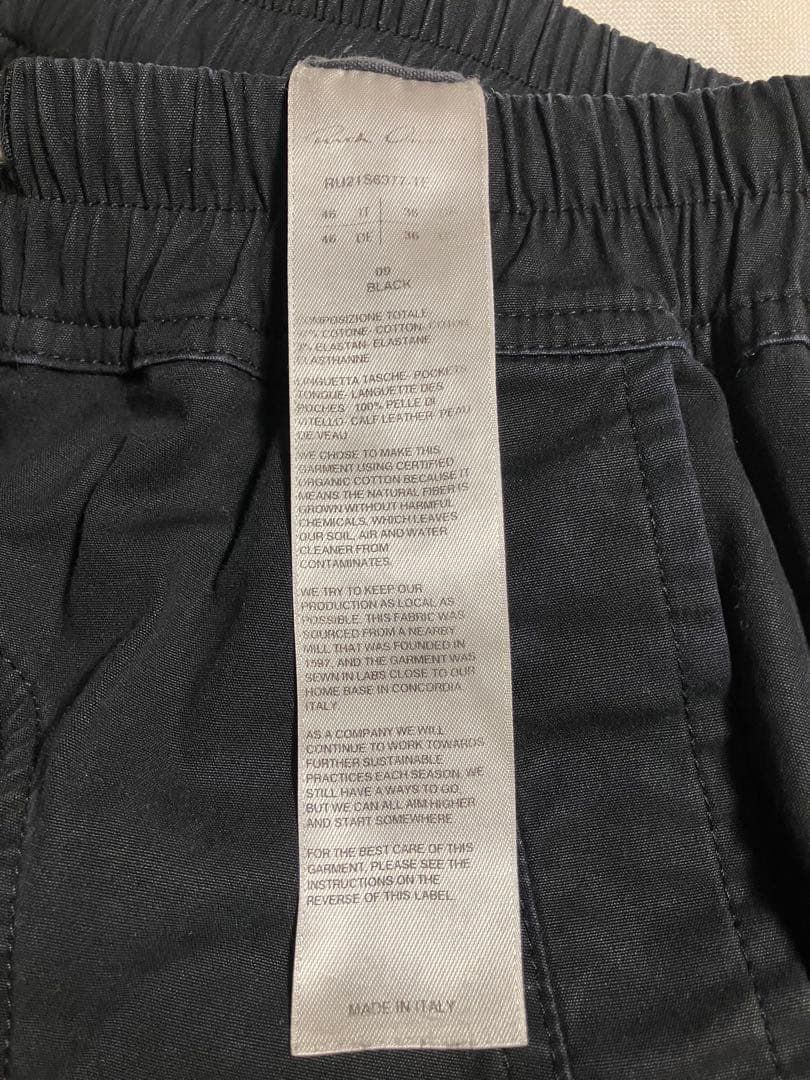 Rick Owens
RU21S6377-TE
46 IT 36
46 DE 36
09
BLACK
COMPOSIZIONE TOTALE
COTONE- COTTON- COTON
ELASTAN- ELASTANE
ELASTHANNE
LINGUETTA TASCHE- POCKETS
TONGUE- LANGUETTE DES
POCHES 100% PELLE DI
VITELLO- CALF LEATHER- PEAU
DE VEAU
WE CHOSE TO MAKE THIS
GARMENT USING CERTIFIED
ORGANIC COTTON BECAUSE IT
MEANS THE NATURAL FIBER IS
GROWN WITHOUT HARMFUL
CHEMICALS, WHICH LEAVES
OUR SOIL, AIR AND WATER
CLEANER FROM
CONTAMINATES.
WE TRY TO KEEP OUR
PRODUCTION AS LOCAL AS
POSSIBLE. THIS FABRIC WAS
SOURCED FROM A NEARBY
MILL THAT WAS FOUNDED IN
1597, AND THE GARMENT WAS
SEWN IN LABS CLOSE TO OUR
HOME BASE IN CONCORDIA,
ITALY.
AS A COMPANY WE WILL
CONTINUE TO WORK TOWARDS
FURTHER SUSTAINABLE
PRACTICES EACH SEASON. WE
STILL HAVE A WAYS TO GO,
BUT WE CAN ALL AIM HIGHER
AND START SOMEWHERE.
FOR THE BEST CARE OF THIS
GARMENT, PLEASE SEE THE
INSTRUCTIONS ON THE
REVERSE OF THIS LABEL.
MADE IN ITALY